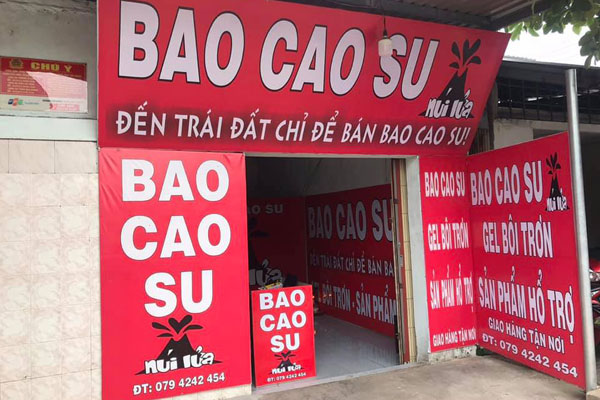 CHÚ Ý
BAO CAO SU
núi lửa
ĐẾN TRÁI ĐẤT CHỈ ĐỂ BÁN BAO CAO SU!
BAO
CAO
SU
núi lửa
ĐT: 079 4242 454
BAO
CAO
SU
núi lửa
ĐT: 079 4242 454
BAO CAO SU
TRÁI ĐẤT CHỈ ĐỂ BÁN BAO
GEL BÔI TRƠN - SẢN PHẨM
BAO CAO SU
GEL BÔI TRƠN
SẢN PHẨM HỖ
GIAO HÀNG TẬN
BAO CAO SU
núi lửa
GEL BÔI TRƠN
SẢN PHẨM HỖ TRỢ
GIAO HÀNG TẬN NƠI
079 4242 454